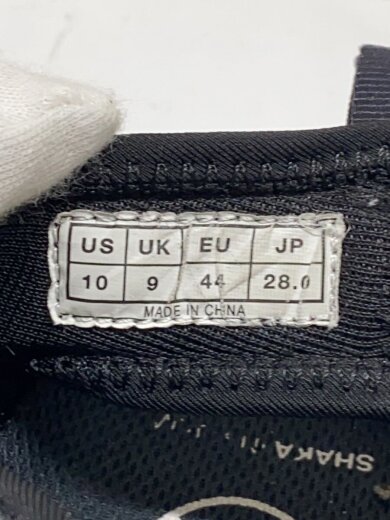 US UK EU JP
10 9 44 28.0
MADE IN CHINA
SHAKA